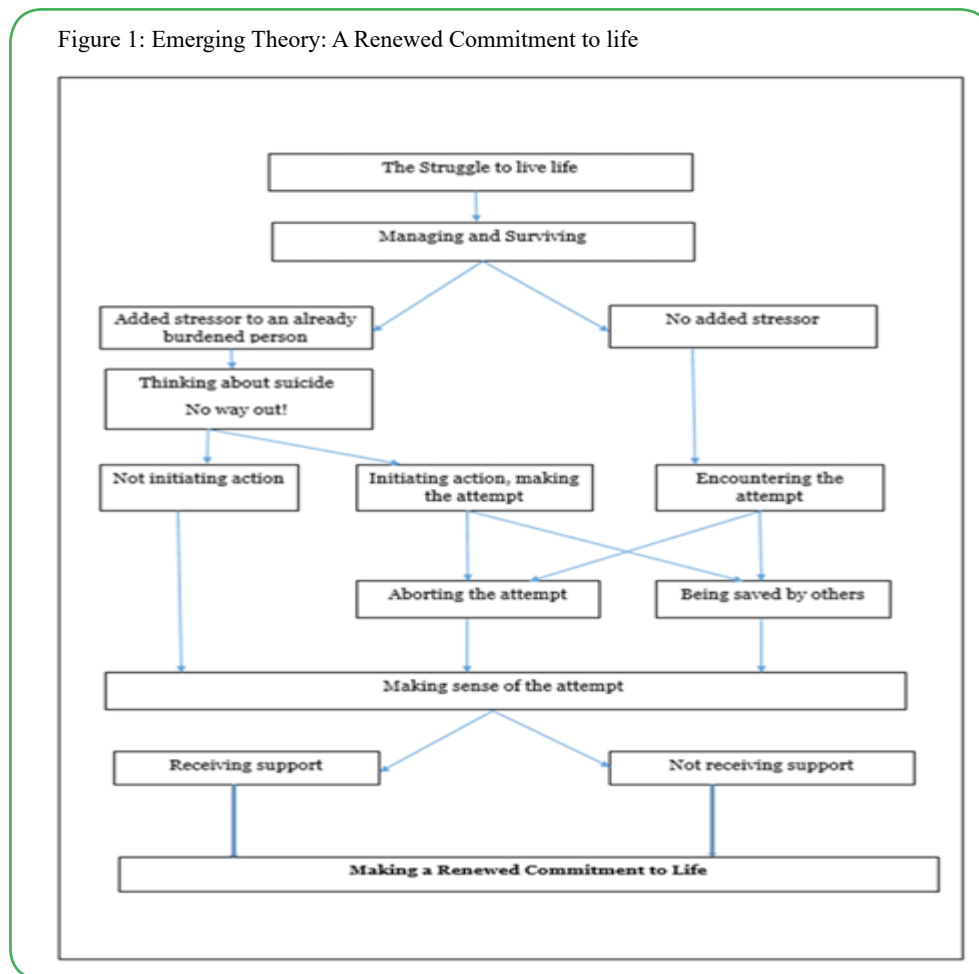 Figure 1: Emerging Theory: A Renewed Commitment to life
The Struggle to live life
Managing and Surviving
Added stressor to an already
burdened person
No added stressor
Thinking about suicide
No way out!
Not initiating action
Initiating action, making
the attempt
Encountering the
attempt
Aborting the attempt
Being saved by others
Making sense of the attempt
Receiving support
Not receiving support
Making a Renewed Commitment to Life